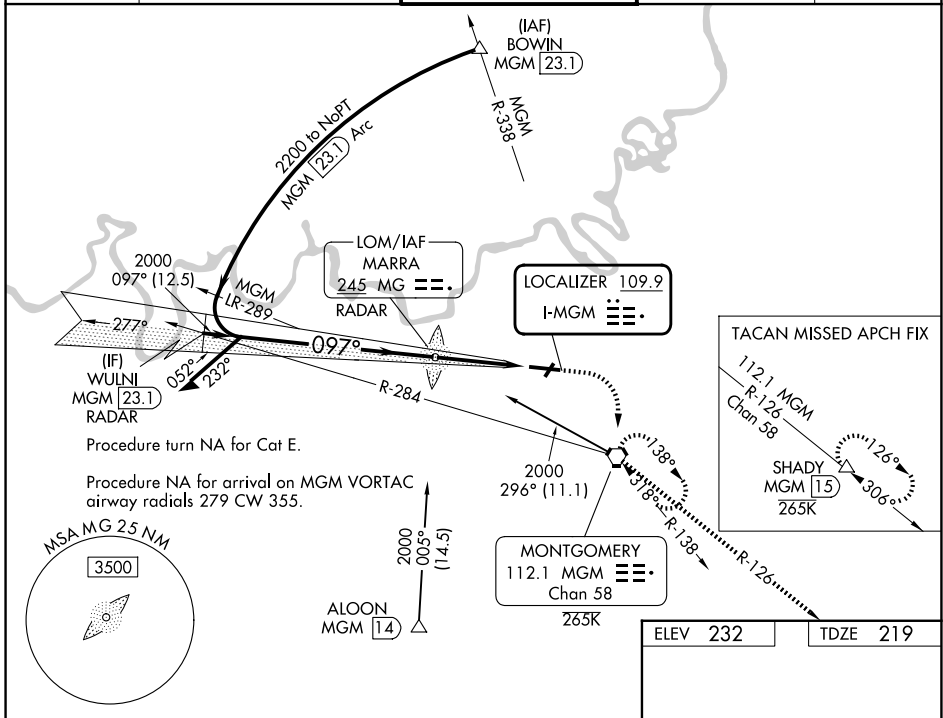 (IAF)
BOWIN
MGM 23.1
MGM
R-338
2200 to NoPT
MGM 23.1 Arc
LOM/IAF
MARRA
245 MG
RADAR
LOCALIZER 109.9
I-MGM
2000
097° (12.5)
MGM
LR-289
277°
097°
(IF)
WULNI
MGM 23.1
RADAR
052°
232°
R-284
TACAN MISSED APCH FIX
112.1 MGM
R-126
Chan 58
SHADY
MGM 15
265K
126°
306°
Procedure turn NA for Cat E.
Procedure NA for arrival on MGM VORTAC
airway radials 279 CW 355.
2000
296° (11.1)
138°
318°
R-138
R-126
MONTGOMERY
112.1 MGM
Chan 58
265K
2000
005°
(14.5)
ALOON
MGM 14
MSA MG 25 NM
3500
ELEV 232
TDZE 219